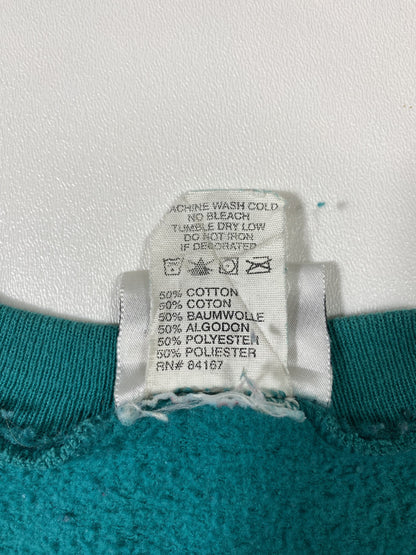 MACHINE WASH COLD
NO BLEACH
TUMBLE DRY LOW
DO NOT IRON
IF DECORATED
50% COTTON
50% COTON
50% BAUMWOLLE
50% ALGODON
50% POLYESTER
50% POLIESTER
RN# 84167